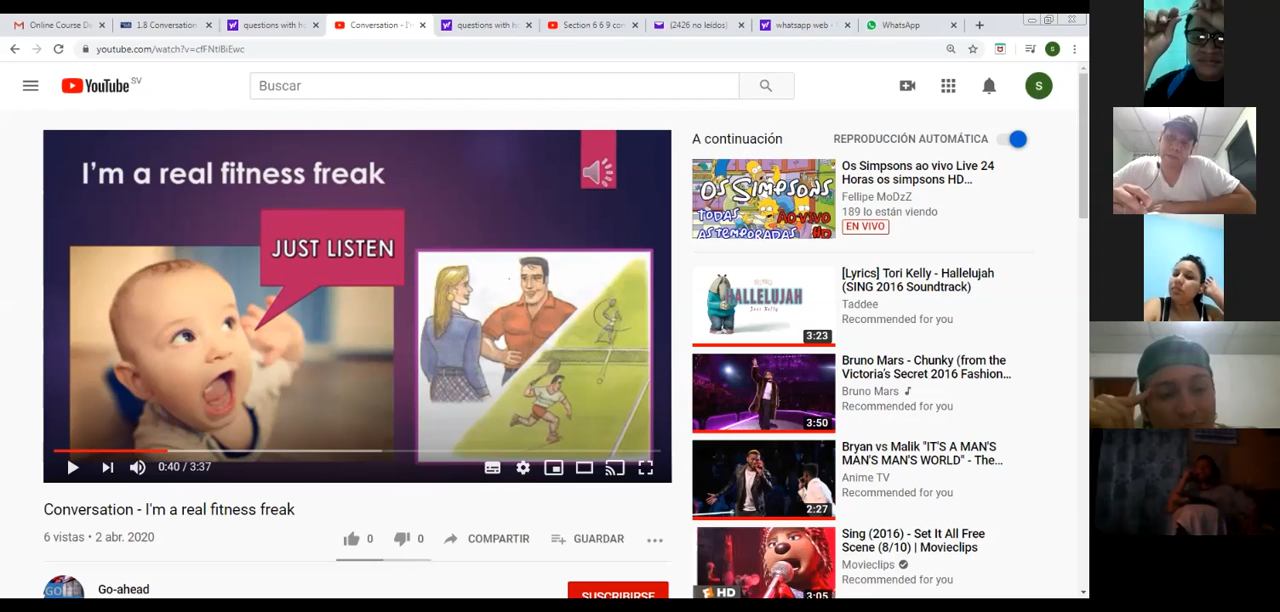 Online Course De
1.8 Conversation
questions with ho
Conversation - I'm
questions with ho
Section 6.6 9 con
(2426 no leídos)
whatsapp web -
WhatsApp
youtube.com/watch?v=cfFNtIBiEwc
S
YouTube SV
Buscar
S
I'm a real fitness freak
JUST LISTEN
0:40 / 3:37
Conversation - I'm a real fitness freak
6 vistas • 2 abr. 2020
0
0
COMPARTIR
GUARDAR
Go-ahead
SUSCRIBIRSE
A continuación
REPRODUCCIÓN AUTOMÁTICA
OS SIMPSONS
TODAS
AS TEMPORADAS
AO VIVO
HD
Os Simpsons ao vivo Live 24
Horas os simpsons HD...
Fellipe MoDzZ
189 lo están viendo
EN VIVO
HALLELUJAH
Tori Kelly
3:23
[Lyrics] Tori Kelly - Hallelujah
(SING 2016 Soundtrack)
Taddee
Recommended for you
3:50
Bruno Mars - Chunky (from the
Victoria's Secret 2016 Fashion...
Bruno Mars
Recommended for you
2:27
Bryan vs Malik "IT'S A MAN'S
MAN'S MAN'S WORLD" - The...
Anime TV
Recommended for you
HD
3:05
Sing (2016) - Set It All Free
Scene (8/10) | Movieclips
Movieclips
Recommended for you